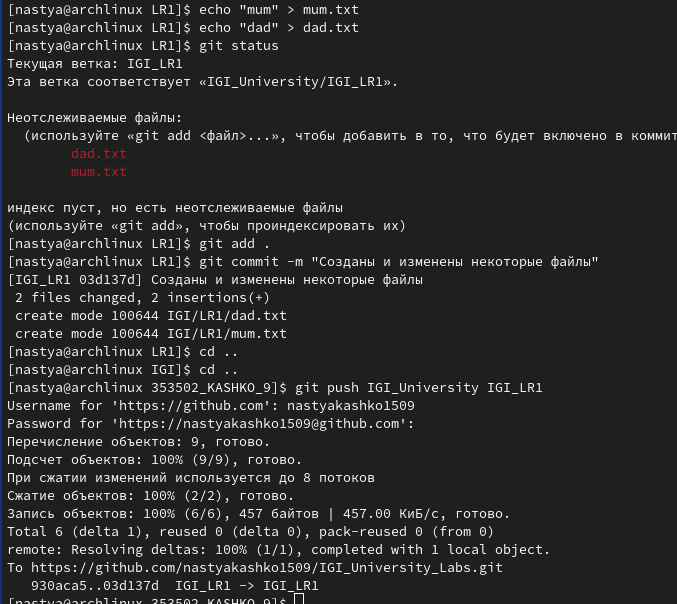 [nastya@archlinux LR1]$ echo "mum" > mum.txt
[nastya@archlinux LR1]$ echo "dad" > dad.txt
[nastya@archlinux LR1]$ git status
Текущая ветка: IGI_LR1
Эта ветка соответствует «IGI_University/IGI_LR1».
Неотслеживаемые файлы:
(используйте «git add <файл>...», чтобы добавить в то, что будет включено в коммит
dad.txt
mum.txt
индекс пуст, но есть неотслеживаемые файлы
(используйте «git add», чтобы проиндексировать их)
[nastya@archlinux LR1]$ git add .
[nastya@archlinux LR1]$ git commit -m "Созданы и изменены некоторые файлы"
[IGI_LR1 03d137d] Созданы и изменены некоторые файлы
2 files changed, 2 insertions(+)
create mode 100644 IGI/LR1/dad.txt
create mode 100644 IGI/LR1/mum.txt
[nastya@archlinux LR1]$ cd ..
[nastya@archlinux IGI]$ cd ..
[nastya@archlinux 353502_KASHKO_9]$ git push IGI_University IGI_LR1
Username for 'https://github.com': nastyakashko1509
Password for 'https://nastyakashko1509@github.com':
Перечисление объектов: 9, готово.
Подсчет объектов: 100% (9/9), готово.
При сжатии изменений используется до 8 потоков
Сжатие объектов: 100% (2/2), готово.
Запись объектов: 100% (6/6), 457 байтов | 457.00 КиБ/с, готово.
Total 6 (delta 1), reused 0 (delta 0), pack-reused 0 (from 0)
remote: Resolving deltas: 100% (1/1), completed with 1 local object.
To https://github.com/nastyakashko1509/IGI_University_Labs.git
930aca5..03d137d  IGI_LR1 -> IGI_LR1
[nastya@archlinux 353502_KASHKO_9]$